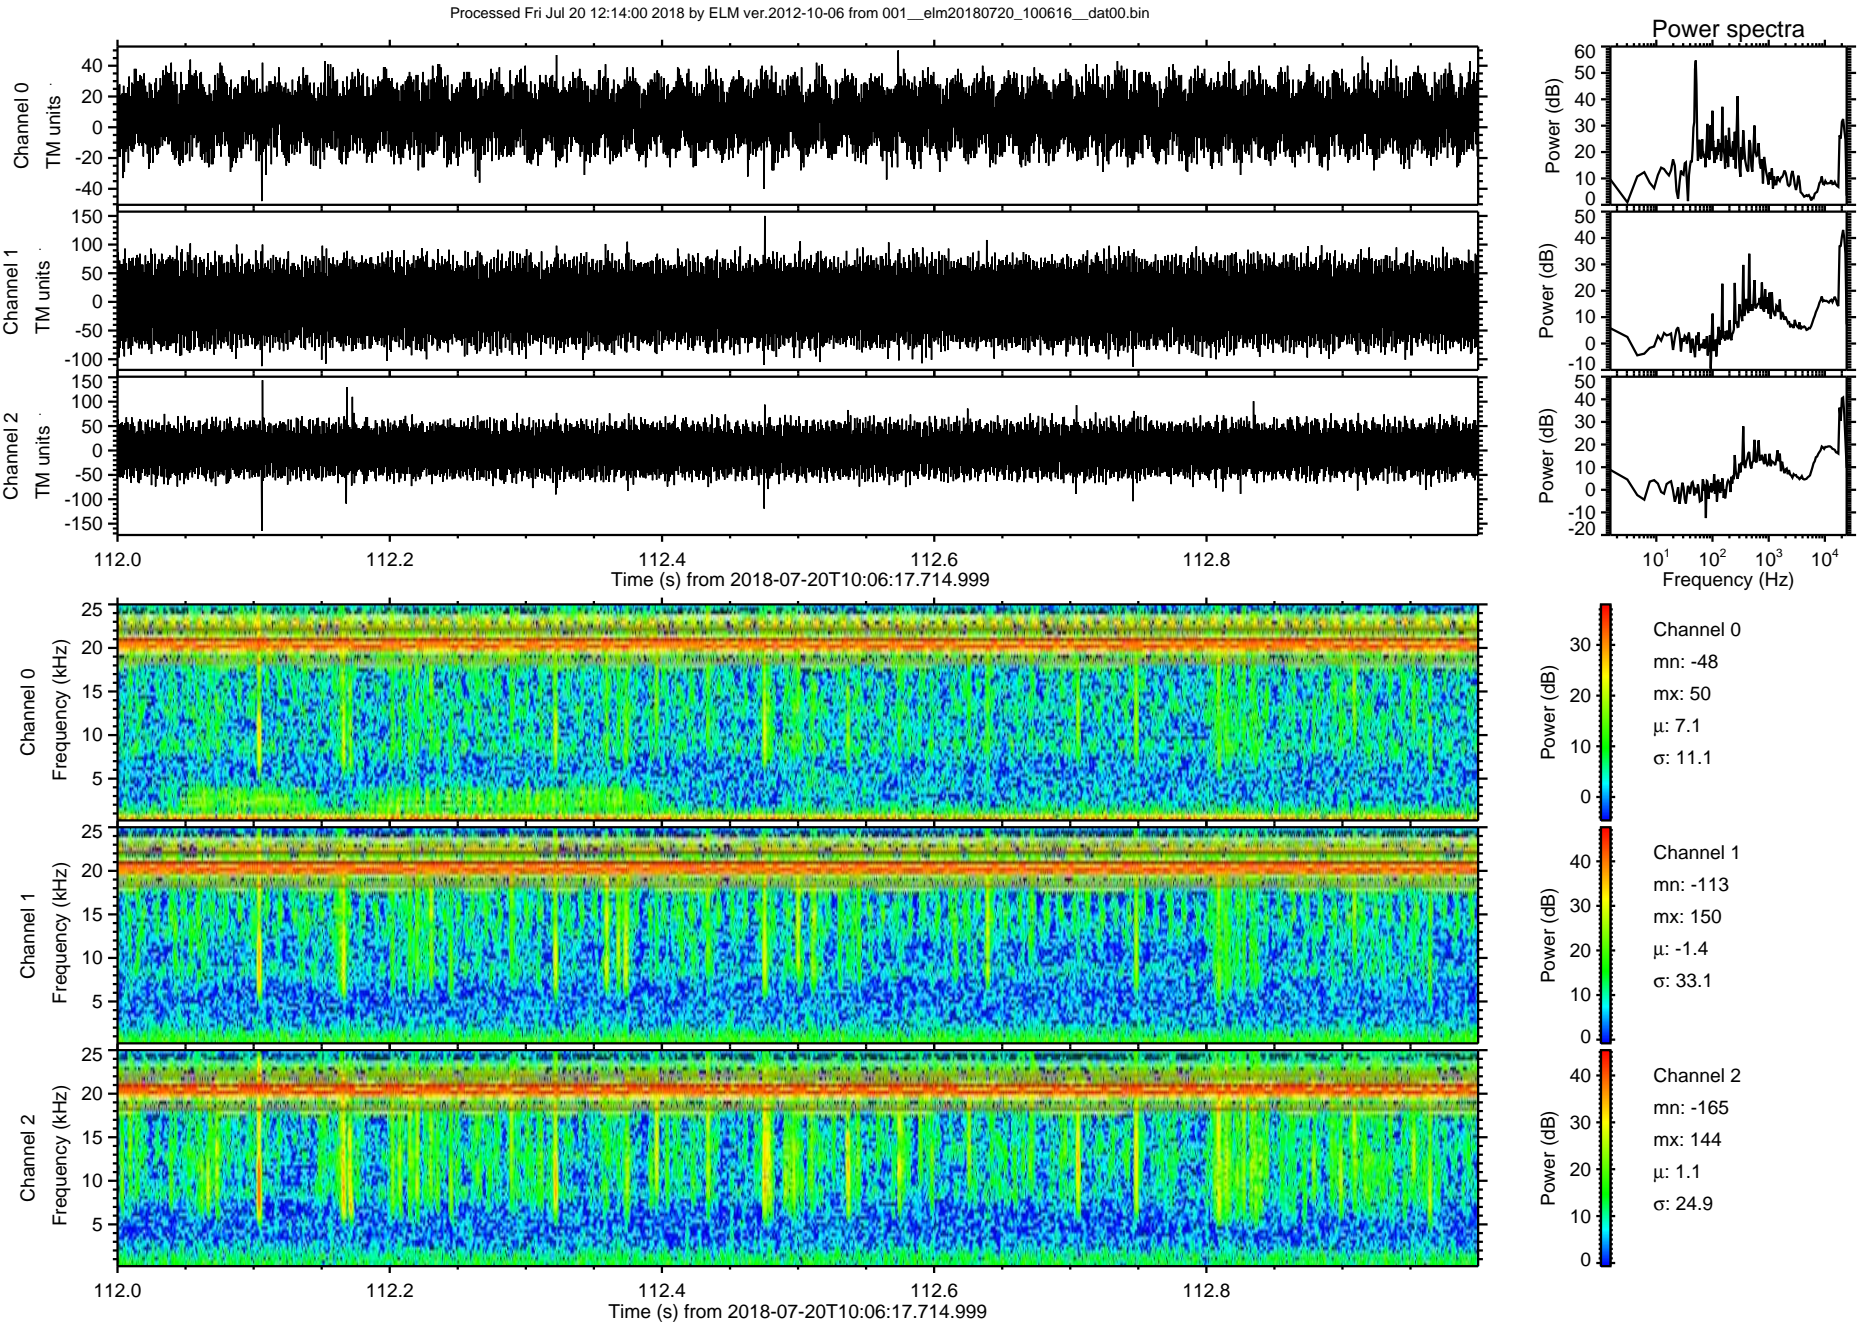 Processed Fri Jul 20 12:14:00 2018 by ELM ver.2012-10-06 from 001__elm20180720_100616__dat00.bin
Power spectra
Channel 0
TM units
40
20
0
-20
-40
Power (dB)
60
50
40
30
20
10
0
Channel 1
TM units
150
100
50
0
-50
-100
Power (dB)
50
40
30
20
10
0
-10
Channel 2
TM units
150
100
50
0
-50
-100
-150
Power (dB)
50
40
30
20
10
0
-10
-20
112.0 112.2 112.4 112.6 112.8
Time (s) from 2018-07-20T10:06:17.714.999
10¹ 10² 10³ 10⁴
Frequency (Hz)
Channel 0
Frequency (kHz)
25
20
15
10
5
Power (dB)
30
20
10
0
Channel 0
mn: -48
mx: 50
μ: 7.1
σ: 11.1
Channel 1
Frequency (kHz)
25
20
15
10
5
Power (dB)
40
30
20
10
0
Channel 1
mn: -113
mx: 150
μ: -1.4
σ: 33.1
Channel 2
Frequency (kHz)
25
20
15
10
5
Power (dB)
40
30
20
10
0
Channel 2
mn: -165
mx: 144
μ: 1.1
σ: 24.9
112.0 112.2 112.4 112.6 112.8
Time (s) from 2018-07-20T10:06:17.714.999